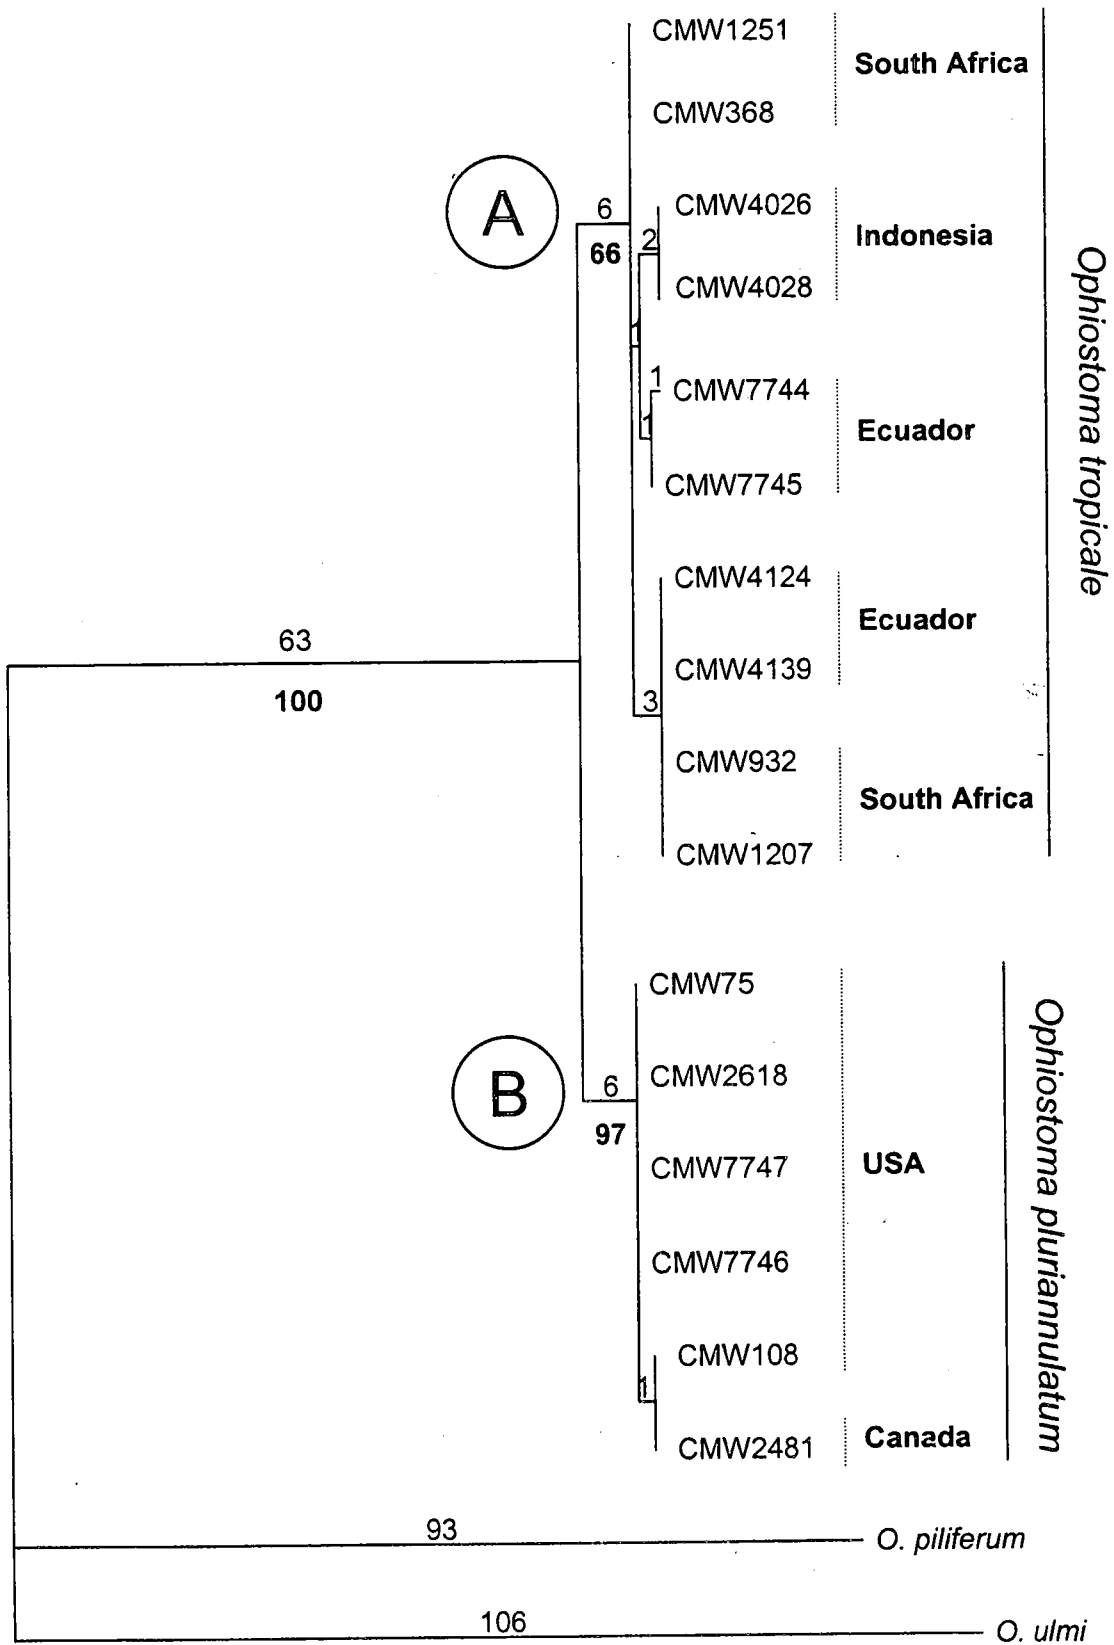 CMW1251
South Africa
CMW368
A
6
66
CMW4026
2
Indonesia
CMW4028
1
1
CMW7744
1
Ecuador
CMW7745
CMW4124
Ecuador
CMW4139
3
CMW932
South Africa
CMW1207
Ophiostoma tropicale
63
100
CMW75
B
6
97
CMW2618
CMW7747
USA
CMW7746
CMW108
1
Canada
CMW2481
Ophiostoma pluriannulatum
93
O. piliferum
106
O. ulmi